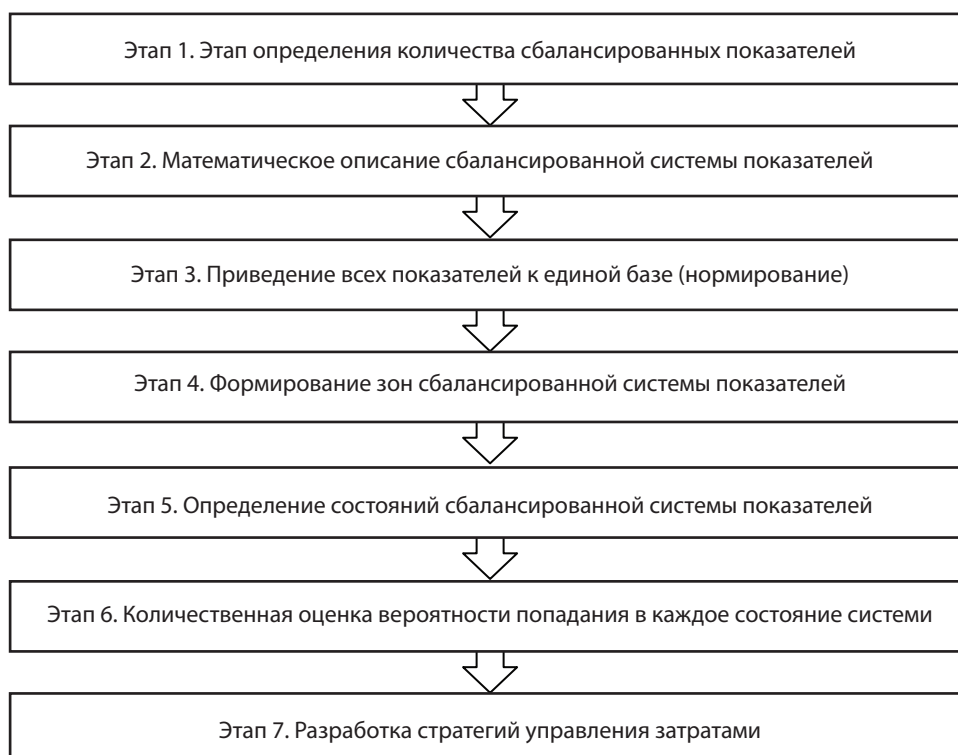 Этап 1. Этап определения количества сбалансированных показателей
Этап 2. Математическое описание сбалансированной системы показателей
Этап 3. Приведение всех показателей к единой базе (нормирование)
Этап 4. Формирование зон сбалансированной системы показателей
Этап 5. Определение состояний сбалансированной системы показателей
Этап 6. Количественная оценка вероятности попадания в каждое состояние системи
Этап 7. Разработка стратегий управления затратами